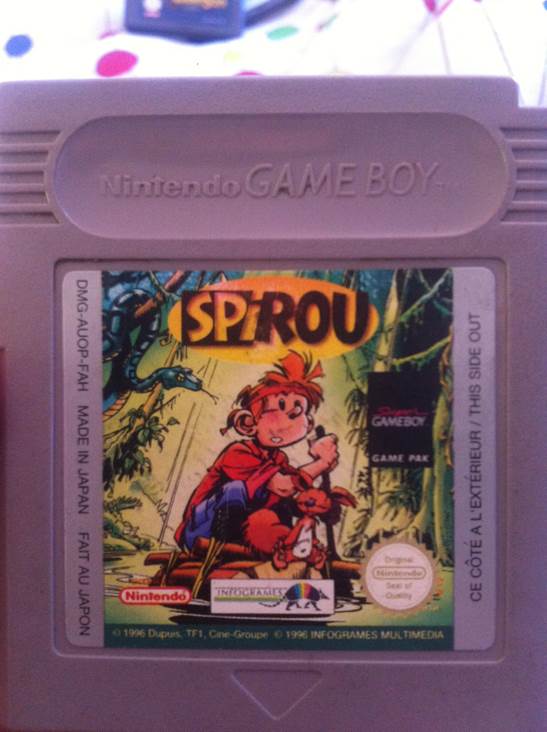 Nintendo GAME BOY TM
SPiROU
DMG-AUOP-FAH MADE IN JAPAN FAIT AU JAPON
Super
GAMEBOY
GAME PAK
CE CÔTÉ A L'EXTÉRIEUR / THIS SIDE OUT
Original
Nintendo
Seal of
Quality
Nintendo
INFOGRAMES
© 1996 Dupuis, TF1, Cine-Groupe © 1996 INFOGRAMES MULTIMEDIA